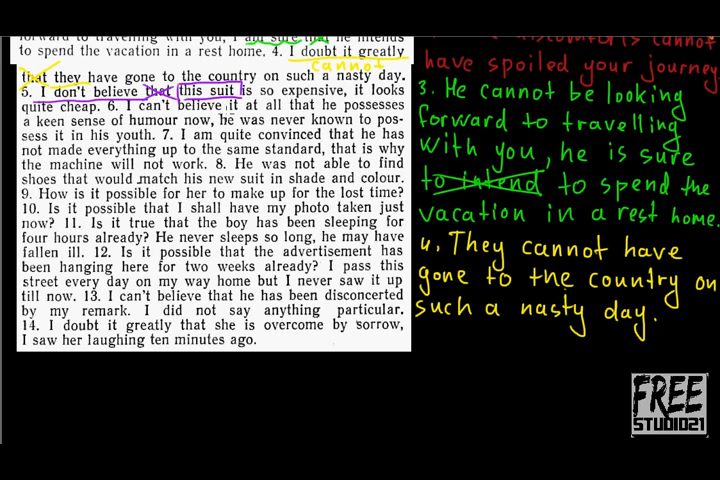 forward to travelling with you, I am sure that he intends
to spend the vacation in a rest home. 4. I doubt it greatly
cannot
that they have gone to the country on such a nasty day.
5. I don't believe that this suit is so expensive, it looks
quite cheap. 6. I can't believe it at all that he possesses
a keen sense of humour now, he was never known to pos-
sess it in his youth. 7. I am quite convinced that he has
not made everything up to the same standard, that is why
the machine will not work. 8. He was not able to find
shoes that would match his new suit in shade and colour.
9. How is it possible for her to make up for the lost time?
10. Is it possible that I shall have my photo taken just
now? 11. Is it true that the boy has been sleeping for
four hours already? He never sleeps so long, he may have
fallen ill. 12. Is it possible that the advertisement has
been hanging here for two weeks already? I pass this
street every day on my way home but I never saw it up
till now. 13. I can't believe that he has been disconcerted
by my remark. I did not say anything particular.
14. I doubt it greatly that she is overcome by sorrow,
I saw her laughing ten minutes ago.
cannot
have spoiled your journey
3. He cannot be looking
forward to travelling
with you, he is sure
to intend to spend the
vacation in a rest home.
4. They cannot have
gone to the country on
such a nasty day.
FREE
STUDIO21